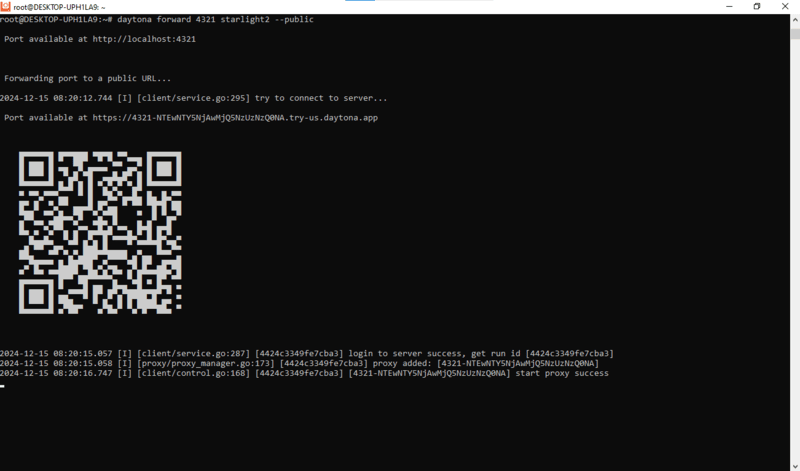 root@DESKTOP-UPH1LA9: ~
root@DESKTOP-UPH1LA9:~# daytona forward 4321 starlight2 --public
Port available at http://localhost:4321
Forwarding port to a public URL...
2024-12-15 08:20:12.744 [I] [client/service.go:295] try to connect to server...
Port available at https://4321-NTEwNTY5NjAwMjQ5NzUzNzQ0NA.try-us.daytona.app
2024-12-15 08:20:15.057 [I] [client/service.go:287] [4424c3349fe7cba3] login to server success, get run id [4424c3349fe7cba3]
2024-12-15 08:20:15.058 [I] [proxy/proxy_manager.go:173] [4424c3349fe7cba3] proxy added: [4321-NTEwNTY5NjAwMjQ5NzUzNzQ0NA]
2024-12-15 08:20:16.747 [I] [client/control.go:168] [4424c3349fe7cba3] [4321-NTEwNTY5NjAwMjQ5NzUzNzQ0NA] start proxy success